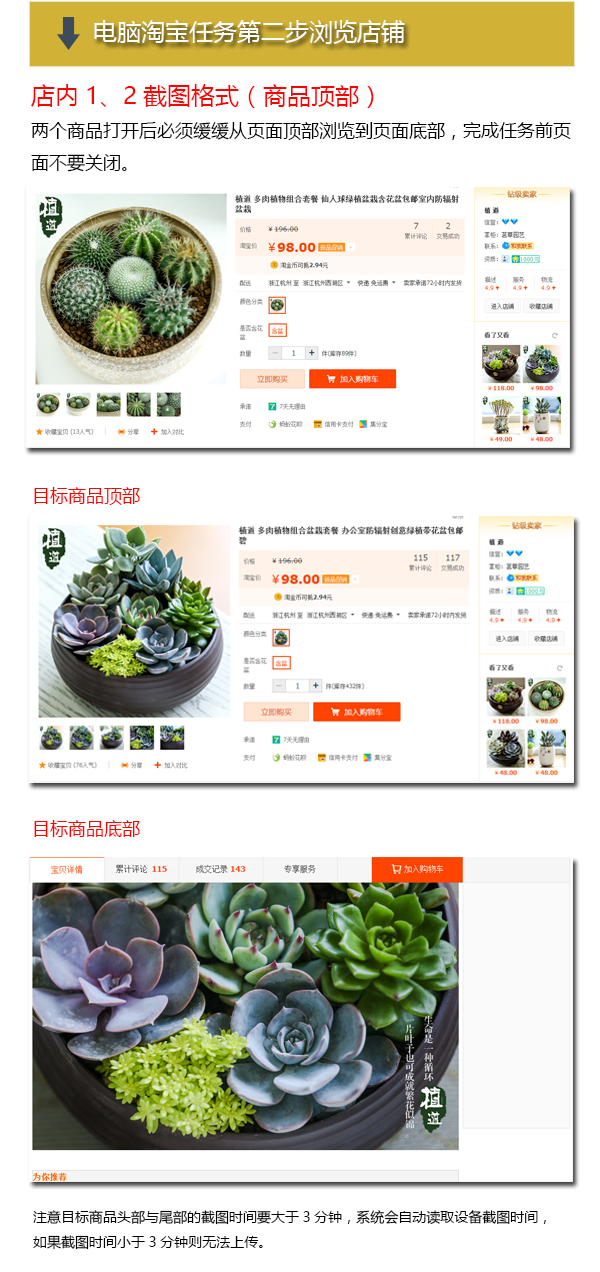 电脑淘宝任务第二步浏览店铺
店内 1、2 截图格式（商品顶部）
两个商品打开后必须缓缓从页面顶部浏览到页面底部，完成任务前页
面不要关闭。
植道
植道 多肉植物组合套餐 仙人球绿植盆栽含花盆包邮室内防辐射
盆栽
价格 ¥ 196.00
7 2
累计评论 交易成功
淘宝价 ¥98.00
淘金币可抵2.94元
配送 浙江杭州 至 浙江杭州西湖区 快递 免运费 卖家承诺72小时内发货
颜色分类
是否含花
盆
含盆
数量 － 1 + 件(库存89件)
立即购买 加入购物车
承诺 7天无理由
支付 蚂蚁花呗 信用卡支付 集分宝
收藏宝贝 (13人气) 分享 加入对比
钻级卖家
植 道
信誉：
掌柜：茗草园艺
联系：和我联系
资质：1000元
描述 服务 物流
4.9 4.9 4.9
进入店铺 收藏店铺
看了又看
¥118.00 ¥98.00
¥49.00 ¥48.00
目标商品顶部
植道
植道 多肉植物组合盆栽套餐 办公室防辐射创意绿植带花盆包邮
碧
价格 ¥ 196.00
115 117
累计评论 交易成功
淘宝价 ¥98.00
淘金币可抵2.94元
配送 浙江杭州 至 浙江杭州西湖区 快递 免运费 卖家承诺72小时内发货
颜色分类
是否含花
盆
含盆
数量 － 1 + 件(库存432件)
立即购买 加入购物车
承诺 7天无理由
支付 蚂蚁花呗 信用卡支付 集分宝
收藏宝贝 (76人气) 分享 加入对比
钻级卖家
植 道
信誉：
掌柜：茗草园艺
联系：和我联系
资质：1000元
描述 服务 物流
4.9 4.9 4.9
进入店铺 收藏店铺
看了又看
¥118.00 ¥98.00
¥48.00 ¥48.00
目标商品底部
宝贝详情 累计评论 115 成交记录 143 专享服务 加入购物车
生命是一种循环
一片叶子也可成就繁花似锦。
植道
为你推荐
注意目标商品头部与尾部的截图时间要大于 3 分钟，系统会自动读取设备截图时间，
如果截图时间小于 3 分钟则无法上传。